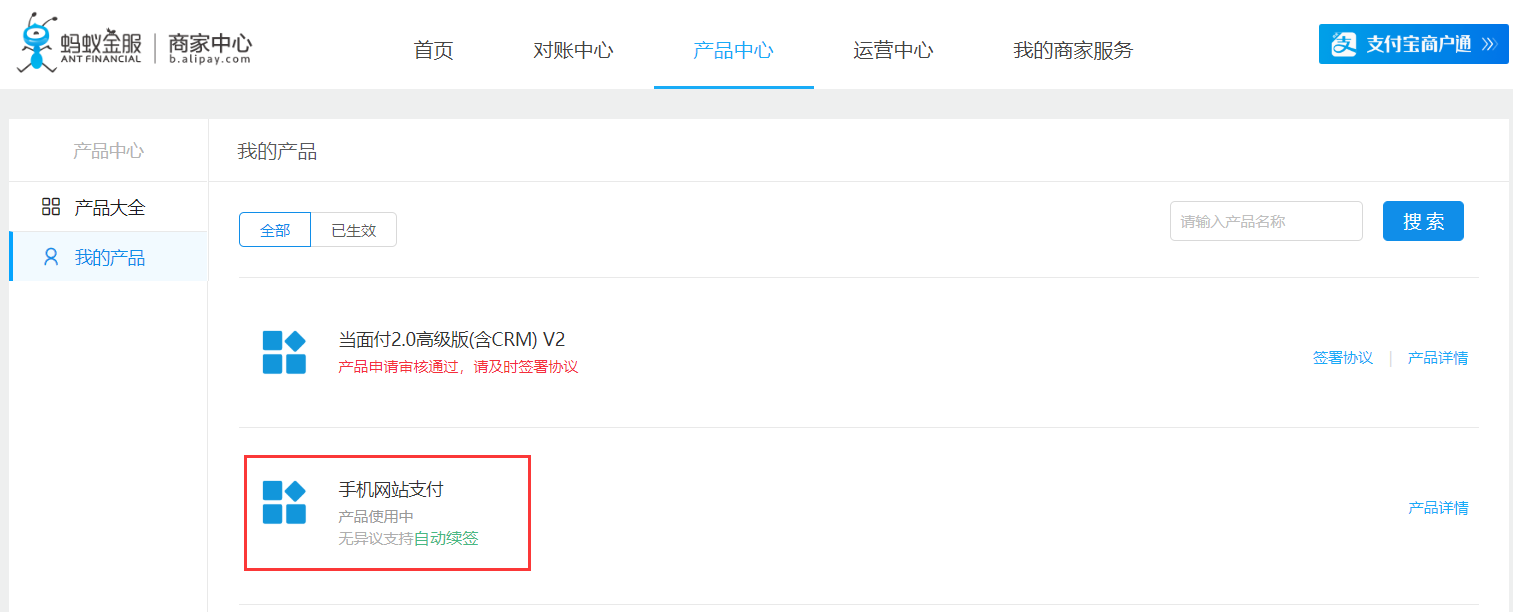 蚂蚁金服
ANT FINANCIAL
商家中心
b.alipay.com
首页
对账中心
产品中心
运营中心
我的商家服务
支付宝商户通
产品中心
产品大全
我的产品
我的产品
全部
已生效
请输入产品名称
搜 索
当面付2.0高级版(含CRM) V2
产品申请审核通过，请及时签署协议
签署协议 | 产品详情
手机网站支付
产品使用中
无异议支持自动续签
产品详情